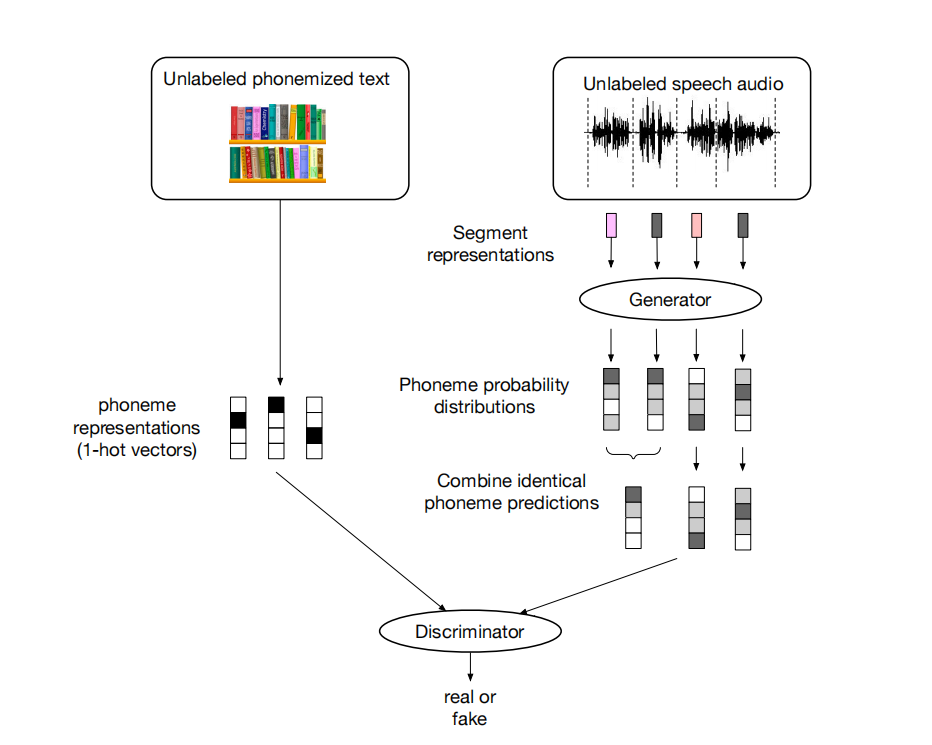 Unlabeled phonemized text
Unlabeled speech audio
Segment
representations
Generator
Phoneme probability
distributions
phoneme
representations
(1-hot vectors)
Combine identical
phoneme predictions
Discriminator
real or
fake